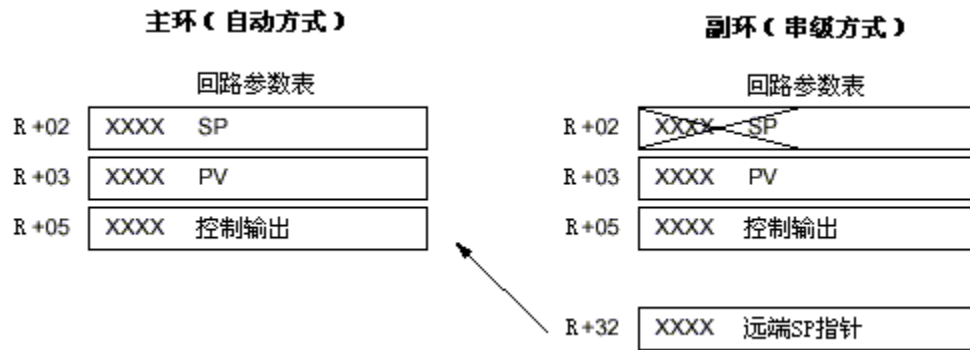 主环（自动方式）
副环（串级方式）
回路参数表
回路参数表
R +02 XXXX SP
R +02 XXXX SP
R +03 XXXX PV
R +03 XXXX PV
R +05 XXXX 控制输出
R +05 XXXX 控制输出
R +32 XXXX 远端SP指针